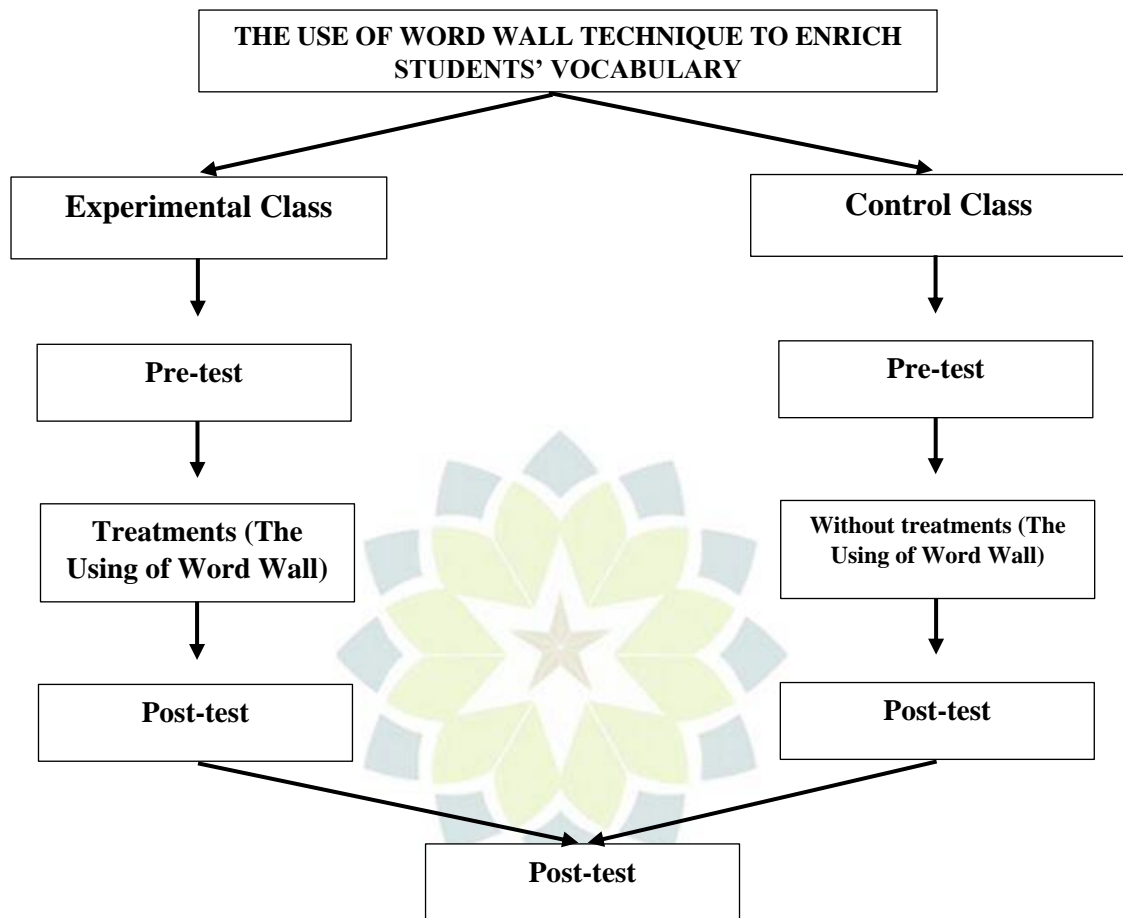 THE USE OF WORD WALL TECHNIQUE TO ENRICH
STUDENTS’ VOCABULARY
Experimental Class
Control Class
Pre-test
Pre-test
Treatments (The
Using of Word Wall)
Without treatments (The
Using of Word Wall)
Post-test
Post-test
Post-test